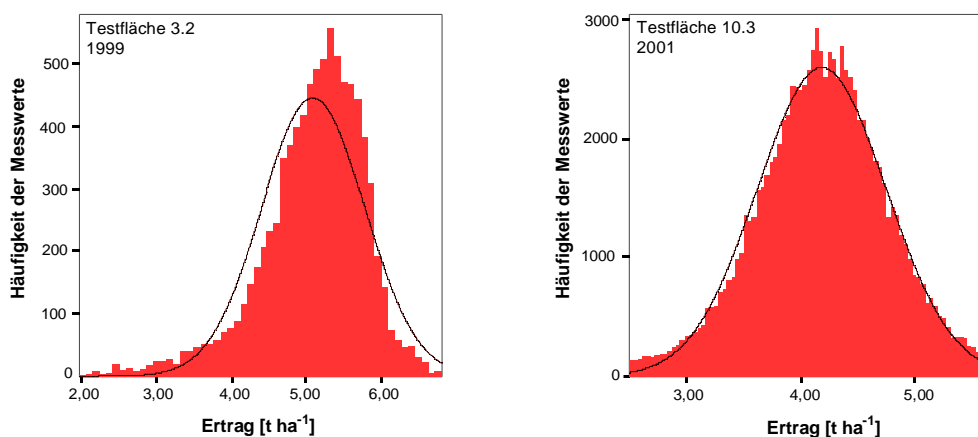 Testfläche 3.2
1999
Häufigkeit der Messwerte
500
400
300
200
100
0
2,00 3,00 4,00 5,00 6,00
Ertrag [t ha-1]
Testfläche 10.3
2001
Häufigkeit der Messwerte
3000
2000
1000
0
3,00 4,00 5,00
Ertrag [t ha-1]